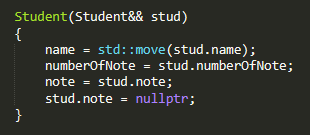 Student(Student&& stud)
{
    name = std::move(stud.name);
    numberOfNote = stud.numberOfNote;
    note = stud.note;
    stud.note = nullptr;
}